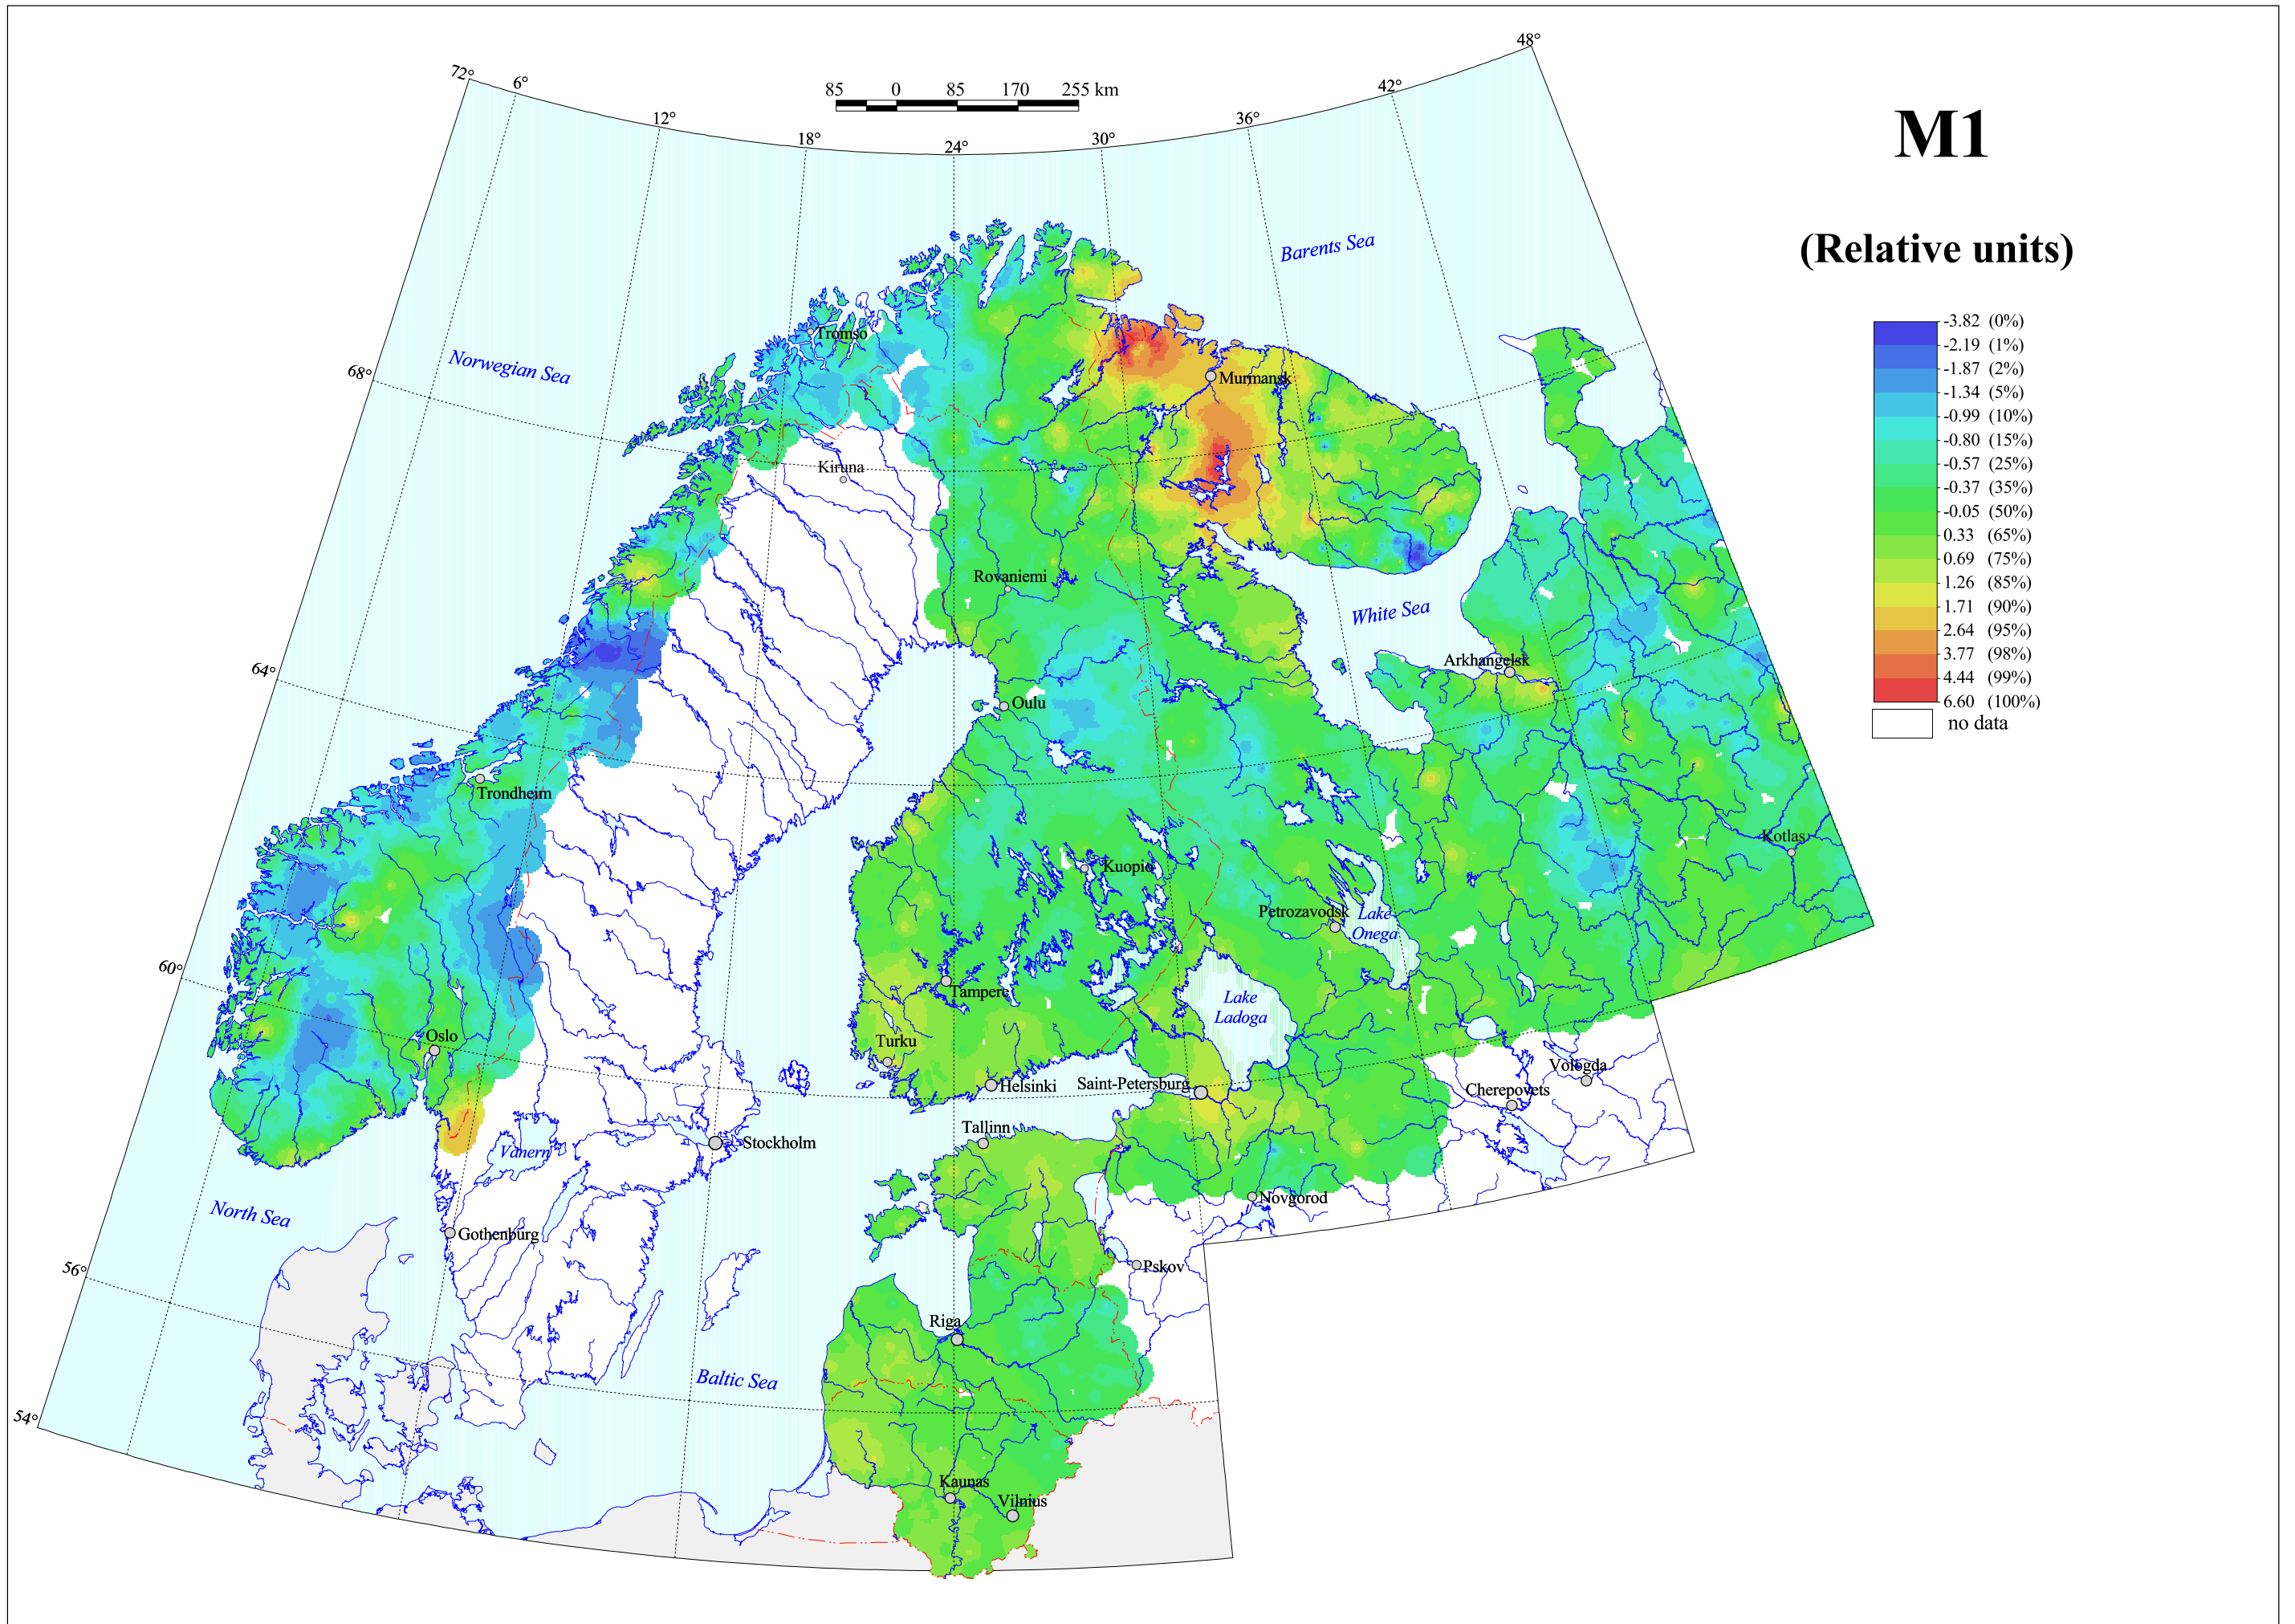 M1
(Relative units)
-3.82 (0%)
-2.19 (1%)
-1.87 (2%)
-1.34 (5%)
-0.99 (10%)
-0.80 (15%)
-0.57 (25%)
-0.37 (35%)
-0.05 (50%)
0.33 (65%)
0.69 (75%)
1.26 (85%)
1.71 (90%)
2.64 (95%)
3.77 (98%)
4.44 (99%)
6.60 (100%)
no data
85 0 85 170 255 km
72°
6°
12°
18°
24°
30°
36°
42°
48°
68°
64°
60°
56°
54°
Barents Sea
Norwegian Sea
Tromso
Murmansk
Kiruna
Rovaniemi
White Sea
Arkhangelsk
Oulu
Trondheim
Kotlas
Kuopio
Petrozavodsk
Lake
Onega
Tampere
Lake
Ladoga
Oslo
Turku
Helsinki
Saint-Petersburg
Vologda
Cherepovets
Tallinn
Stockholm
Vanern
Novgorod
North Sea
Gothenburg
Pskov
Riga
Baltic Sea
Kaunas
Vilnius